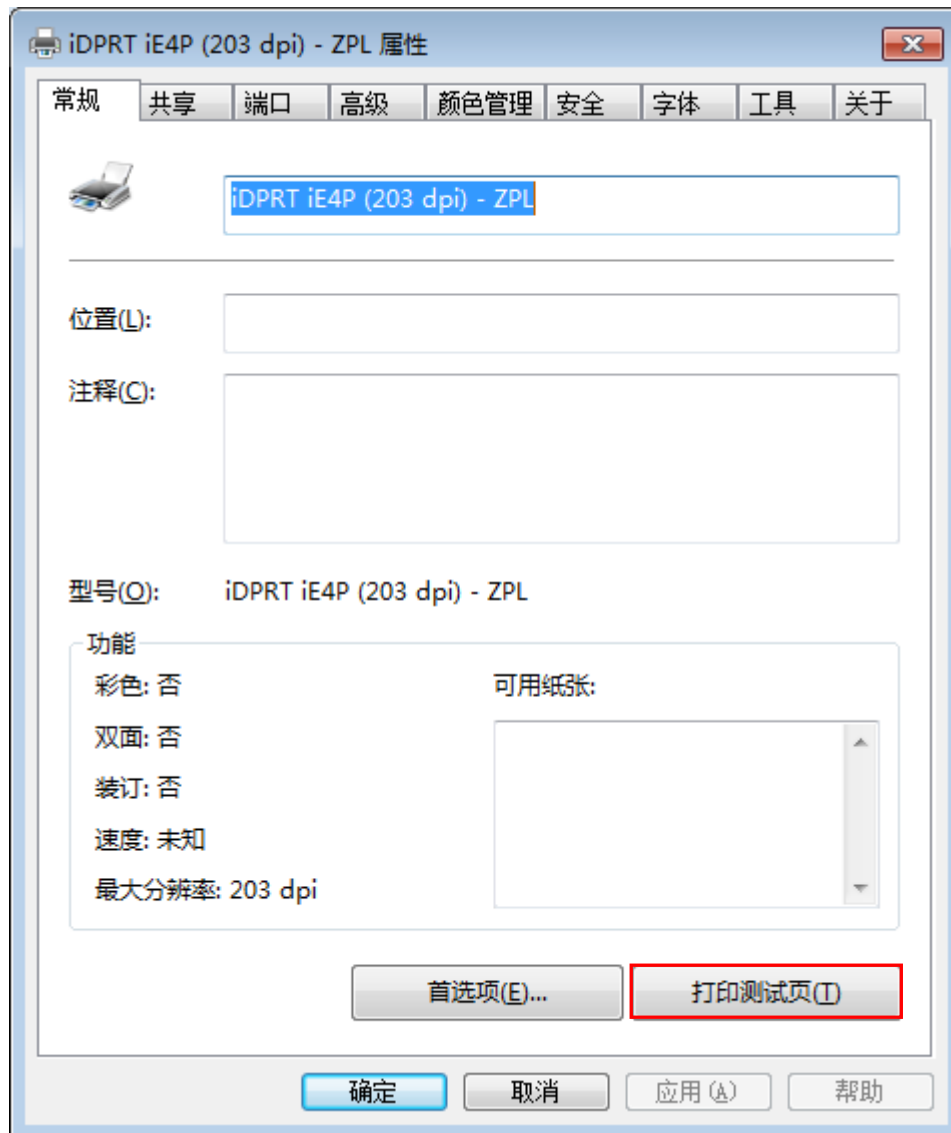 iDPRT iE4P (203 dpi) - ZPL 属性
常规 共享 端口 高级 颜色管理 安全 字体 工具 关于
iDPRT iE4P (203 dpi) - ZPL
位置(L):
注释(C):
型号(O): iDPRT iE4P (203 dpi) - ZPL
功能
彩色: 否 可用纸张:
双面: 否
装订: 否
速度: 未知
最大分辨率: 203 dpi
首选项(E)... 打印测试页(T)
确定 取消 应用(A) 帮助